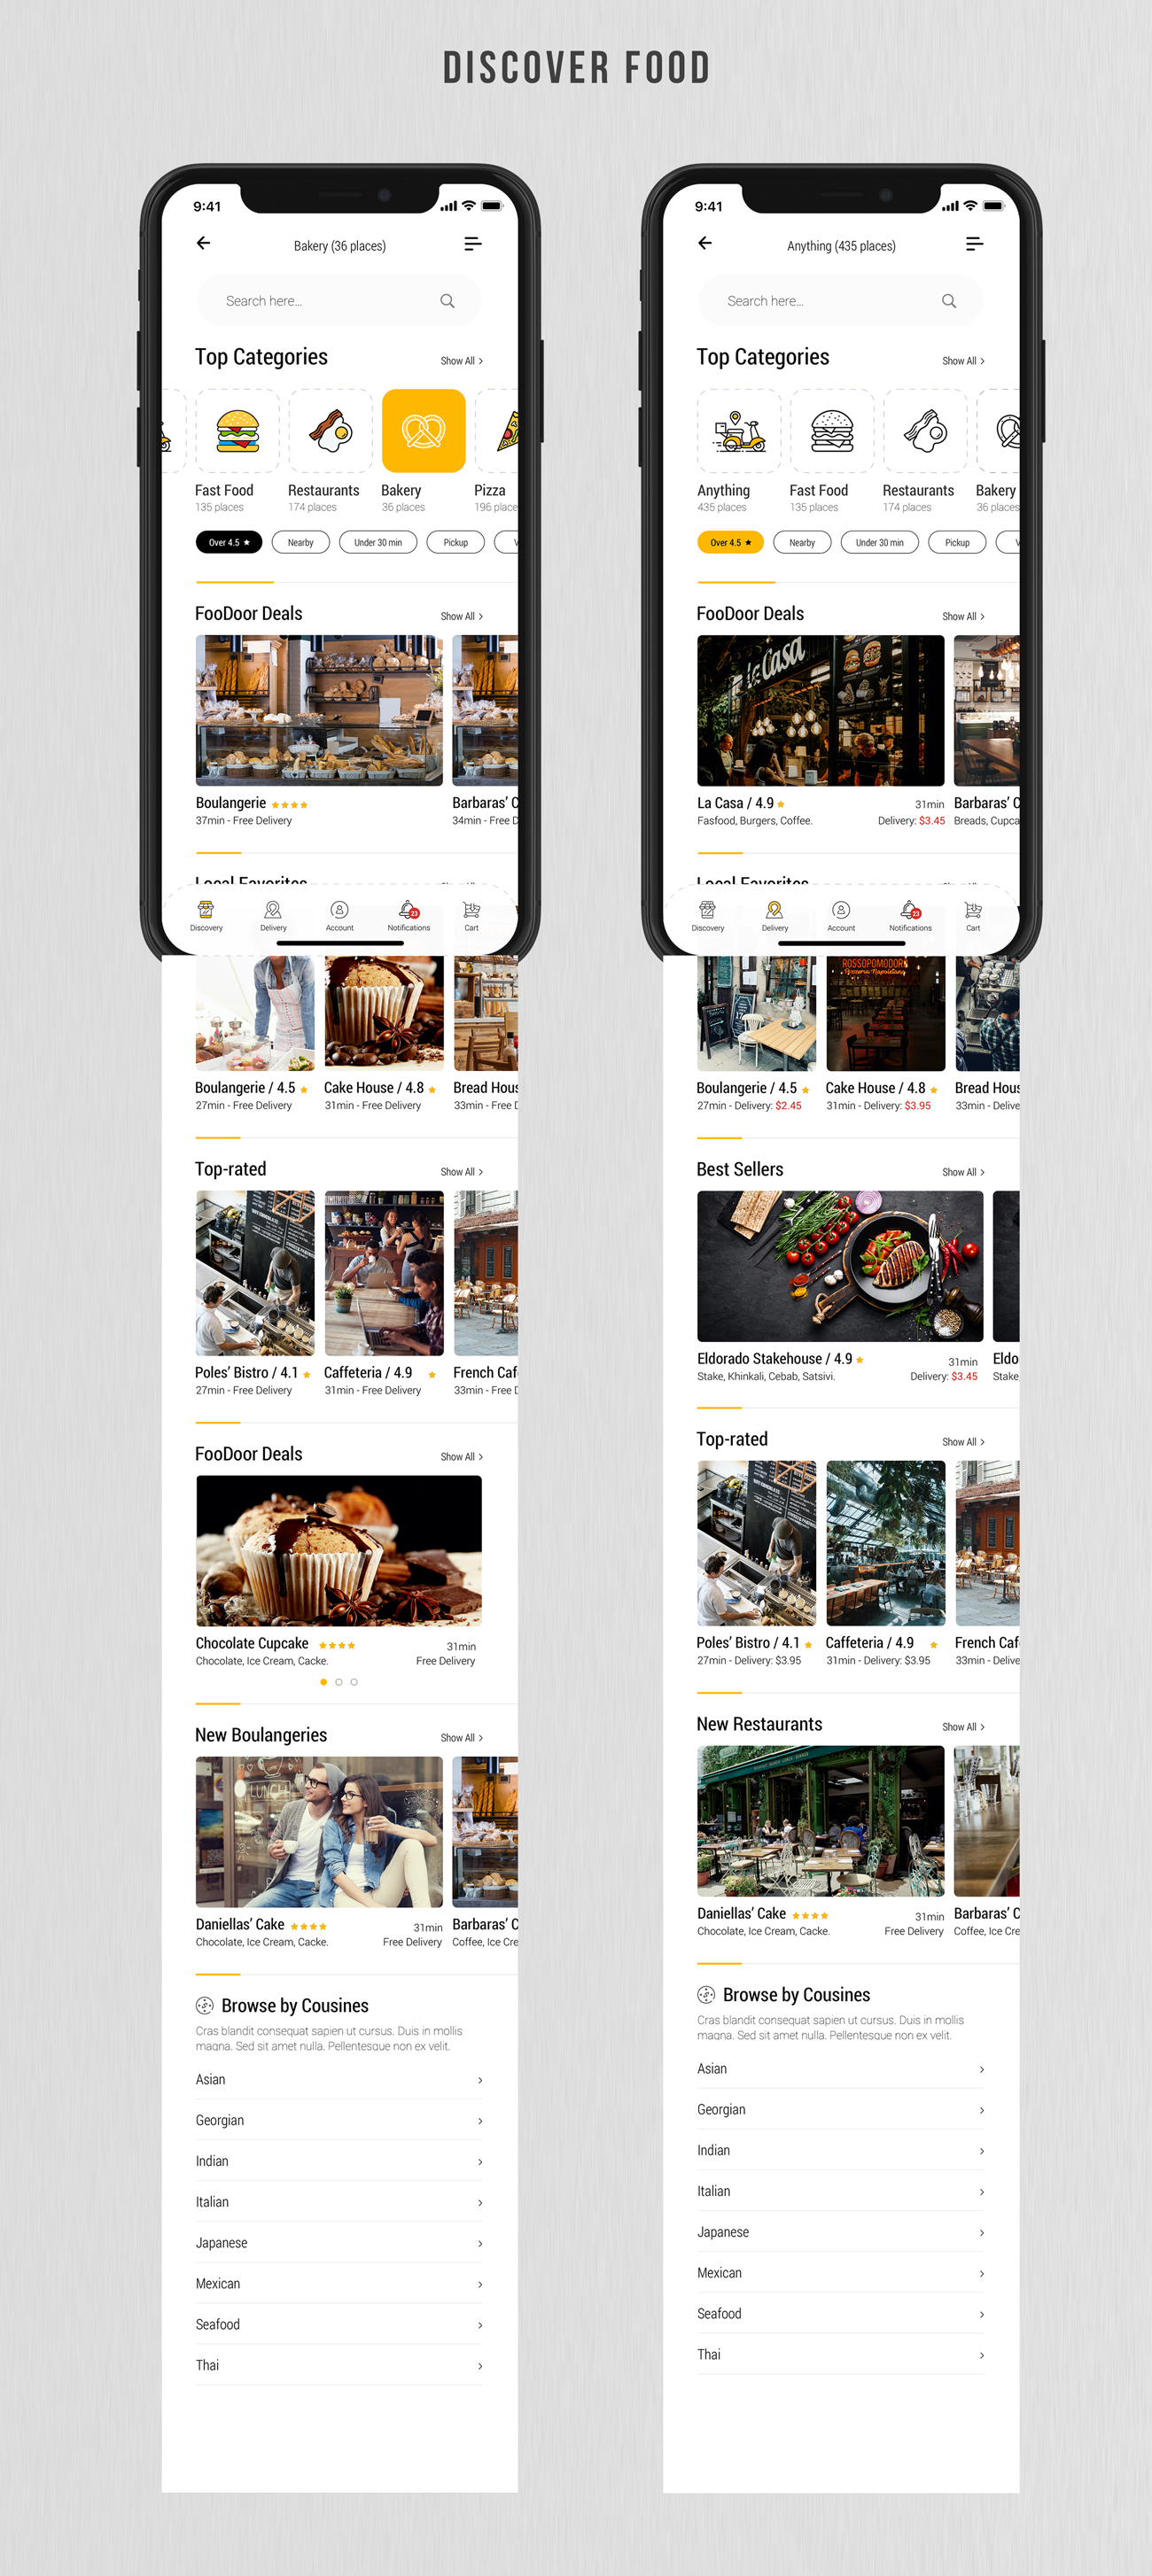 DISCOVER FOOD
9:41
Bakery (36 places)
Search here...
Top Categories
Show All >
Fast Food
135 places
Restaurants
174 places
Bakery
36 places
Pizza
196 place
Over 4.5 ★
Nearby
Under 30 min
Pickup
FooDoor Deals
Show All >
Boulangerie ★★★★
37min - Free Delivery
Barbaras' C
34min - Free D
Local Favorites
Discovery
Delivery
Account
23
Notifications
Cart
Boulangerie / 4.5 ★
27min - Free Delivery
Cake House / 4.8 ★
31min - Free Delivery
Bread Hous
33min - Free D
Top-rated
Show All >
Poles' Bistro / 4.1 ★
27min - Free Delivery
Caffeteria / 4.9 ★
31min - Free Delivery
French Caf
33min - Free D
FooDoor Deals
Show All >
Chocolate Cupcake ★★★★
31min
Chocolate, Ice Cream, Cacke.
Free Delivery
New Boulangeries
Show All >
LUNCH
Daniellas' Cake ★★★★
31min
Chocolate, Ice Cream, Cacke.
Free Delivery
Barbaras' C
Coffee, Ice Cre
Browse by Cousines
Cras blandit consequat sapien ut cursus. Duis in mollis
magna. Sed sit amet nulla. Pellentesque non ex velit.
Asian >
Georgian >
Indian >
Italian >
Japanese >
Mexican >
Seafood >
Thai >
9:41
Anything (435 places)
Search here...
Top Categories
Show All >
Anything
435 places
Fast Food
135 places
Restaurants
174 places
Bakery
36 places
Over 4.5 ★
Nearby
Under 30 min
Pickup
FooDoor Deals
Show All >
le Casa
La Casa / 4.9 ★
31min
Fasfood, Burgers, Coffee.
Delivery: $3.45
Barbaras' C
Breads, Cupca
Local Favorites
Discovery
Delivery
Account
23
Notifications
Cart
ROSSOPOMODORO
Boulangerie / 4.5 ★
27min - Delivery: $2.45
Cake House / 4.8 ★
31min - Delivery: $3.95
Bread Hous
33min - Delive
Best Sellers
Show All >
Eldorado Stakehouse / 4.9 ★
31min
Stake, Khinkali, Cebab, Satsivi.
Delivery: $3.45
Eldo
Stake,
Top-rated
Show All >
Poles' Bistro / 4.1 ★
27min - Delivery: $3.95
Caffeteria / 4.9 ★
31min - Delivery: $3.95
French Caf
33min - Delive
New Restaurants
Show All >
Daniellas' Cake ★★★★
31min
Chocolate, Ice Cream, Cacke.
Free Delivery
Barbaras' C
Coffee, Ice Cre
Browse by Cousines
Cras blandit consequat sapien ut cursus. Duis in mollis
magna. Sed sit amet nulla. Pellentesque non ex velit.
Asian >
Georgian >
Indian >
Italian >
Japanese >
Mexican >
Seafood >
Thai >